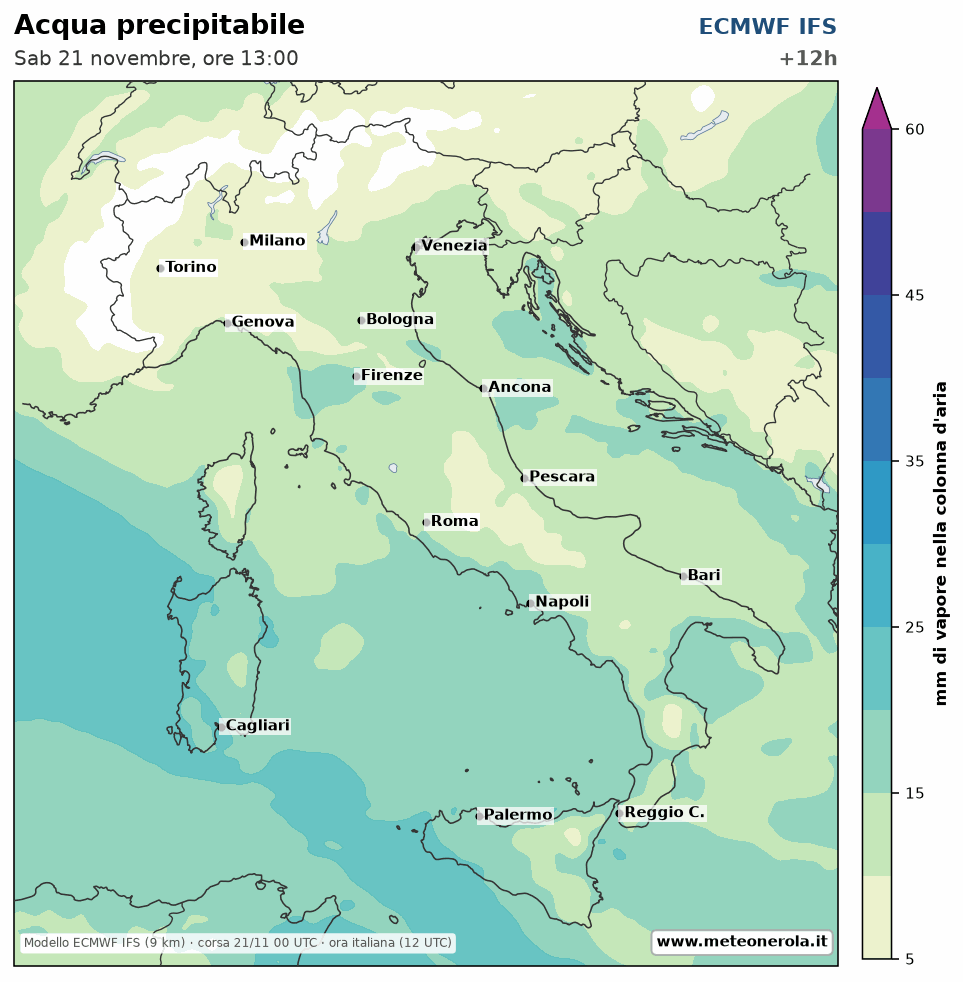 Acqua precipitabile
ECMWF IFS
Sab 21 novembre, ore 13:00
+12h
Milano
Venezia
Torino
Genova
Bologna
Firenze
Ancona
Pescara
Roma
Bari
Napoli
Cagliari
Palermo
Reggio C.
60
45
35
25
15
5
mm di vapore nella colonna d'aria
Modello ECMWF IFS (9 km) · corsa 21/11 00 UTC · ora italiana (12 UTC)
www.meteonerola.it